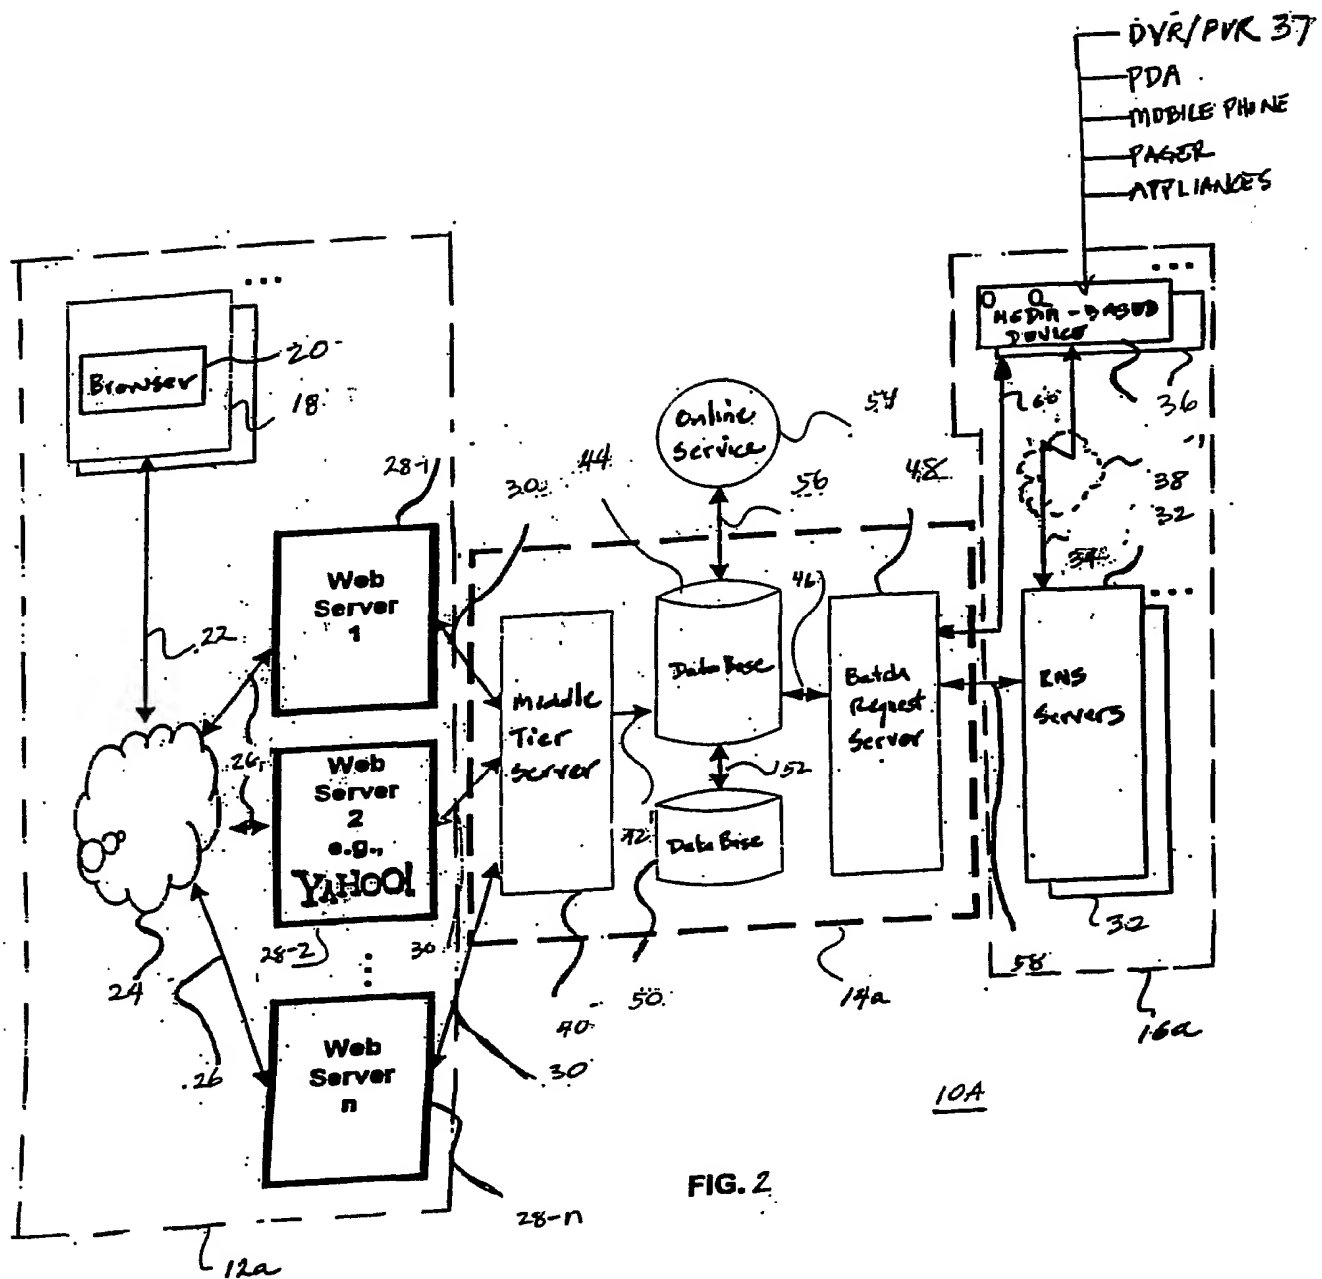 DVR/PVR 37
PDA
MOBILE PHONE
PAGER
APPLIANCES
...
Browser
20
18
22
24
26
26
28-1
Web
Server
1
Web
Server
2
e.g.,
YAHOO!
28-2
Web
Server
n
28-n
30
30
30
12a
Middle
Tier
Server
40
42
44
Data Base
46
Online
Service
54
56
52
Data Base
50
48
Batch
Request
Server
14a
...
MEDIA-BASED
DEVICE
36
60
38
32
34
...
RNS
Servers
32
58
16a
10A
FIG. 2